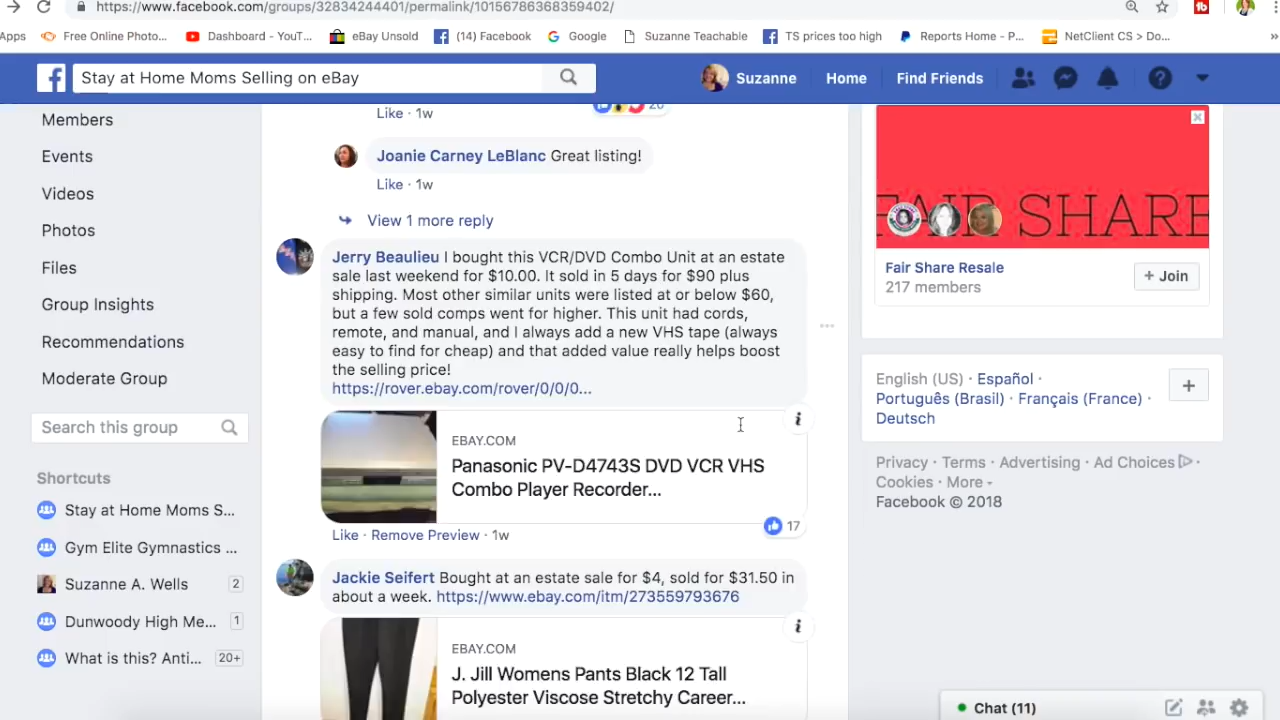 https://www.facebook.com/groups/32834244401/permalink/10156786368359402/
Apps
Free Online Photo...
Dashboard - YouT...
eBay Unsold
(14) Facebook
Google
Suzanne Teachable
TS prices too high
Reports Home - P...
NetClient CS > Do...
»
Stay at Home Moms Selling on eBay
Suzanne
Home
Find Friends
Members
Events
Videos
Photos
Files
Group Insights
Recommendations
Moderate Group
Search this group
Shortcuts
Stay at Home Moms S...
Gym Elite Gymnastics ...
Suzanne A. Wells 2
Dunwoody High Me... 1
What is this? Anti... 20+
Like · 1w
20
Joanie Carney LeBlanc Great listing!
Like · 1w
View 1 more reply
Jerry Beaulieu I bought this VCR/DVD Combo Unit at an estate
sale last weekend for $10.00. It sold in 5 days for $90 plus
shipping. Most other similar units were listed at or below $60,
but a few sold comps went for higher. This unit had cords,
remote, and manual, and I always add a new VHS tape (always
easy to find for cheap) and that added value really helps boost
the selling price!
https://rover.ebay.com/rover/0/0/0...
EBAY.COM
Panasonic PV-D4743S DVD VCR VHS
Combo Player Recorder...
17
Like · Remove Preview · 1w
Jackie Seifert Bought at an estate sale for $4, sold for $31.50 in
about a week. https://www.ebay.com/itm/273559793676
EBAY.COM
J. Jill Womens Pants Black 12 Tall
Polyester Viscose Stretchy Career...
FAIR SHARE
Fair Share Resale
217 members
+ Join
English (US) · Español ·
Português (Brasil) · Français (France) ·
Deutsch
Privacy · Terms · Advertising · Ad Choices ·
Cookies · More
Facebook © 2018
Chat (11)